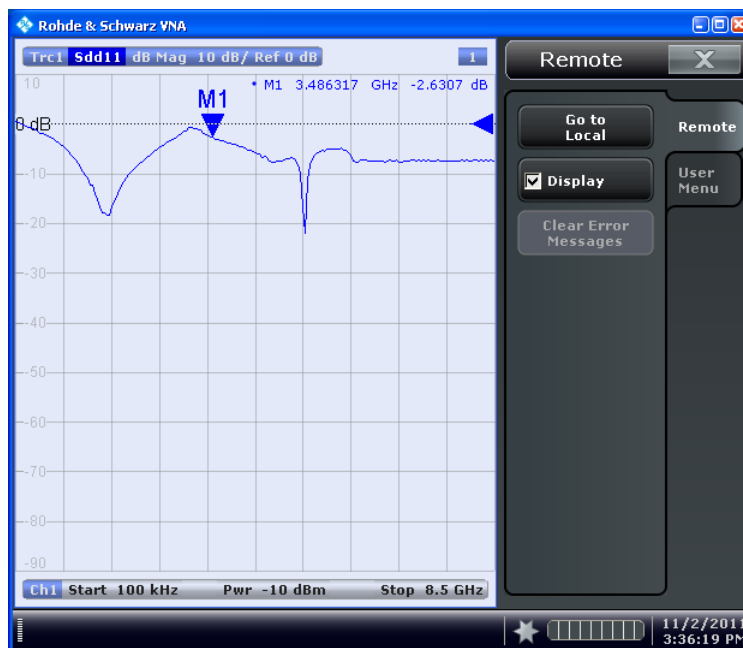 Rohde & Schwarz VNA
Trc1 Sdd11 dB Mag 10 dB/ Ref 0 dB 1
10
• M1 3.486317 GHz -2.6307 dB
M1
0 dB
-10
-20
-30
-40
-50
-60
-70
-80
-90
Ch1 Start 100 kHz Pwr -10 dBm Stop 8.5 GHz
Remote X
Go to
Local
Display
Clear Error
Messages
Remote
User
Menu
11/2/2011
3:36:19 PM